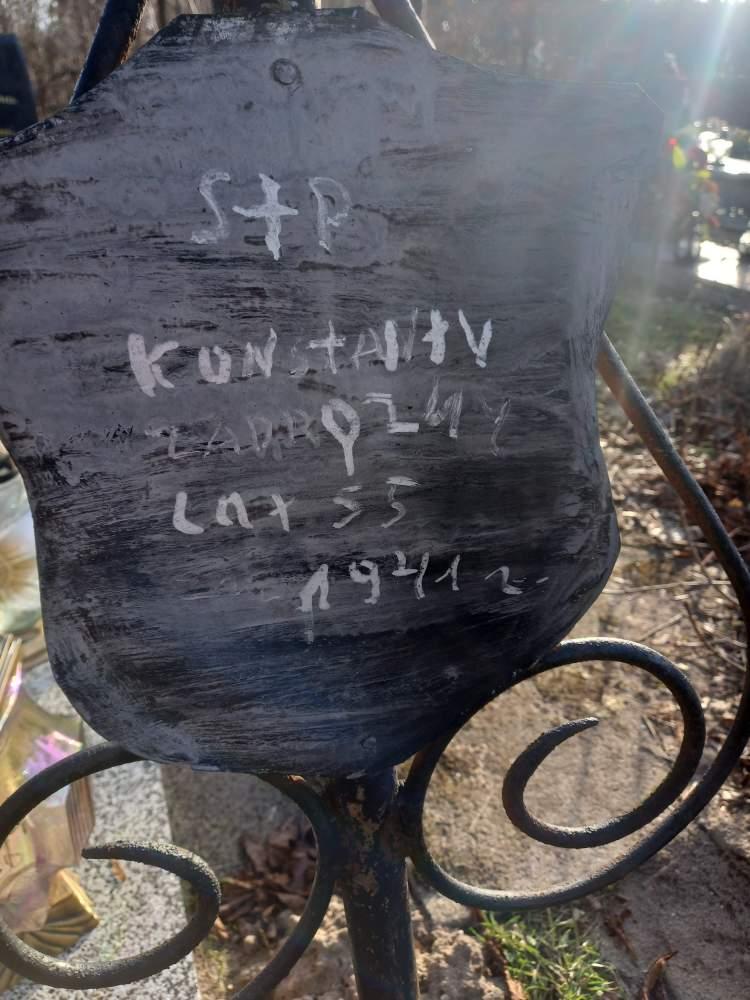 S+P
KONSTANTY
ZADROŻNY
LAT 55
1941 r.